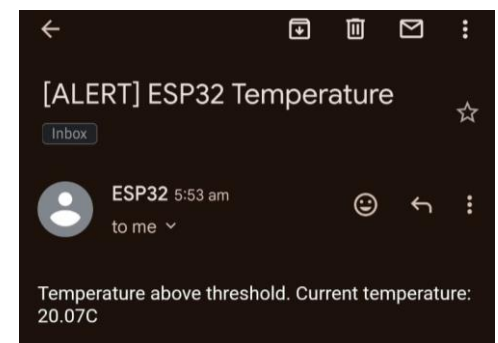 [ALERT] ESP32 Temperature
Inbox
ESP32 5:53 am
to me
Temperature above threshold. Current temperature:
20.07C